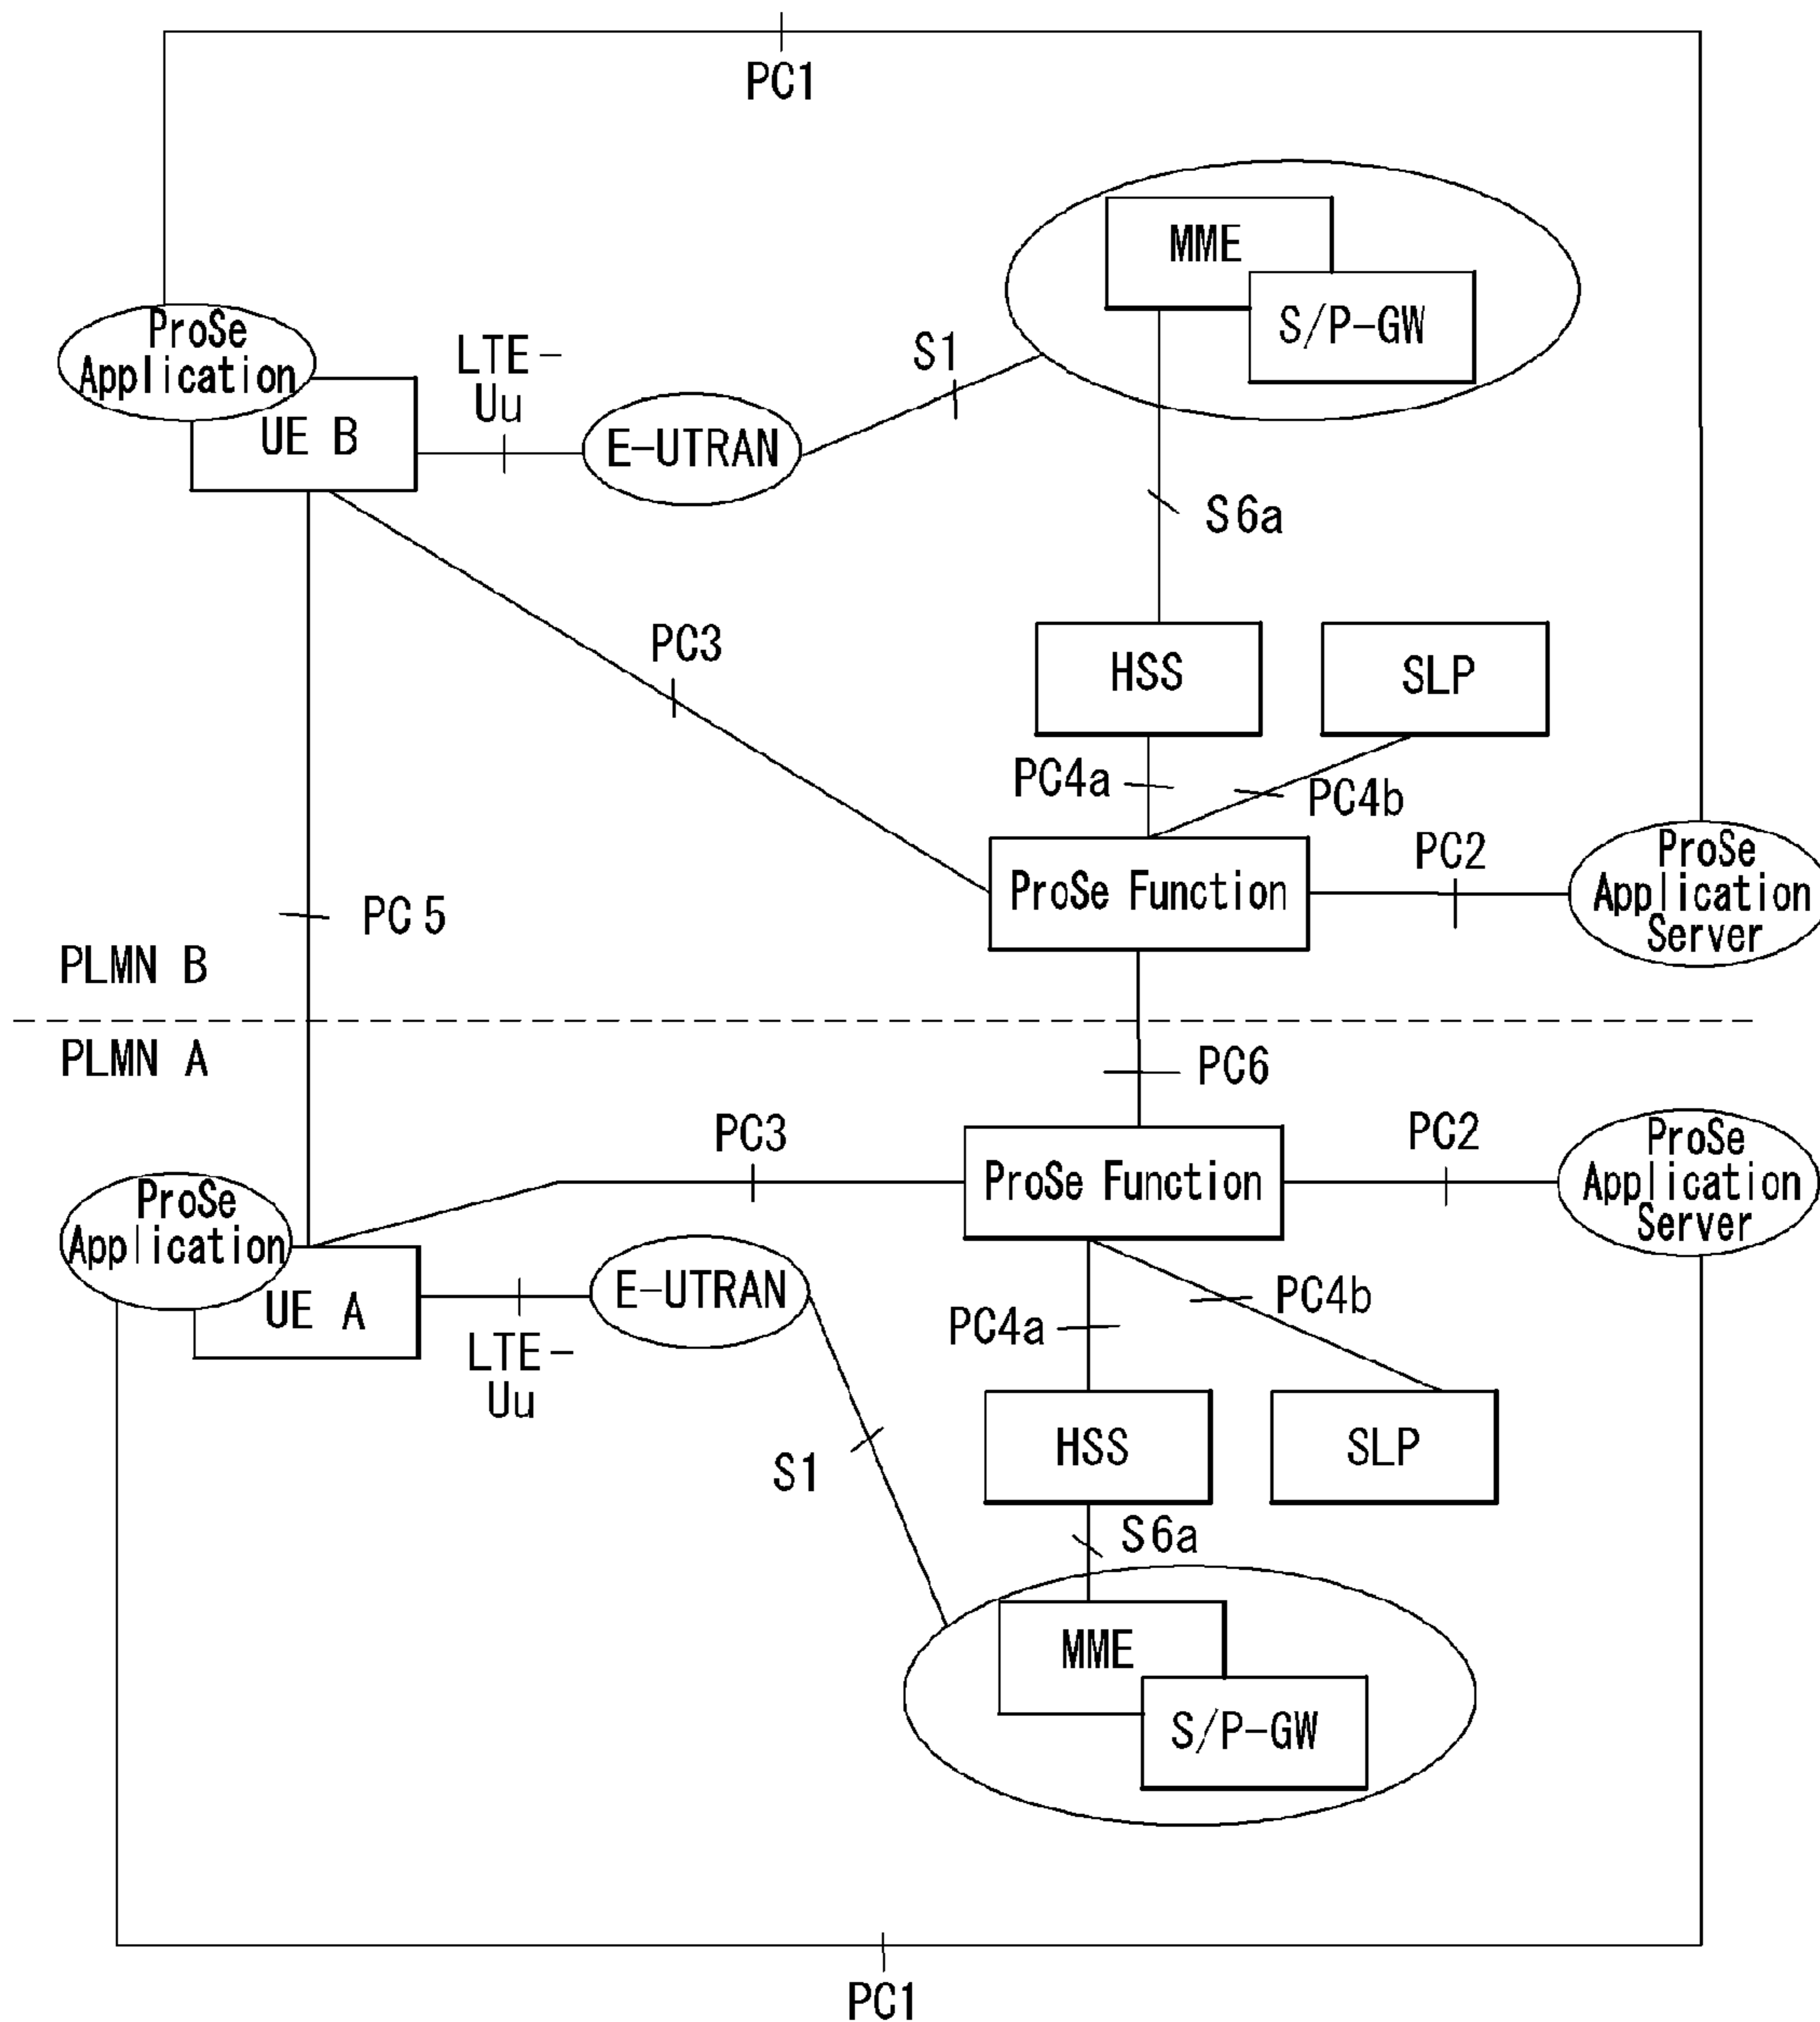 PC1
MME
S/P-GW
ProSe
Application
UE B
LTE-
Uu
E-UTRAN
S1
S6a
PC3
HSS
SLP
PC4a
PC4b
ProSe Function
PC2
ProSe
Application
Server
PC 5
PLMN B
PLMN A
PC6
PC3
ProSe Function
PC2
ProSe
Application
Server
ProSe
Application
UE A
LTE-
Uu
E-UTRAN
PC4a
PC4b
S1
HSS
SLP
S6a
MME
S/P-GW
PC1